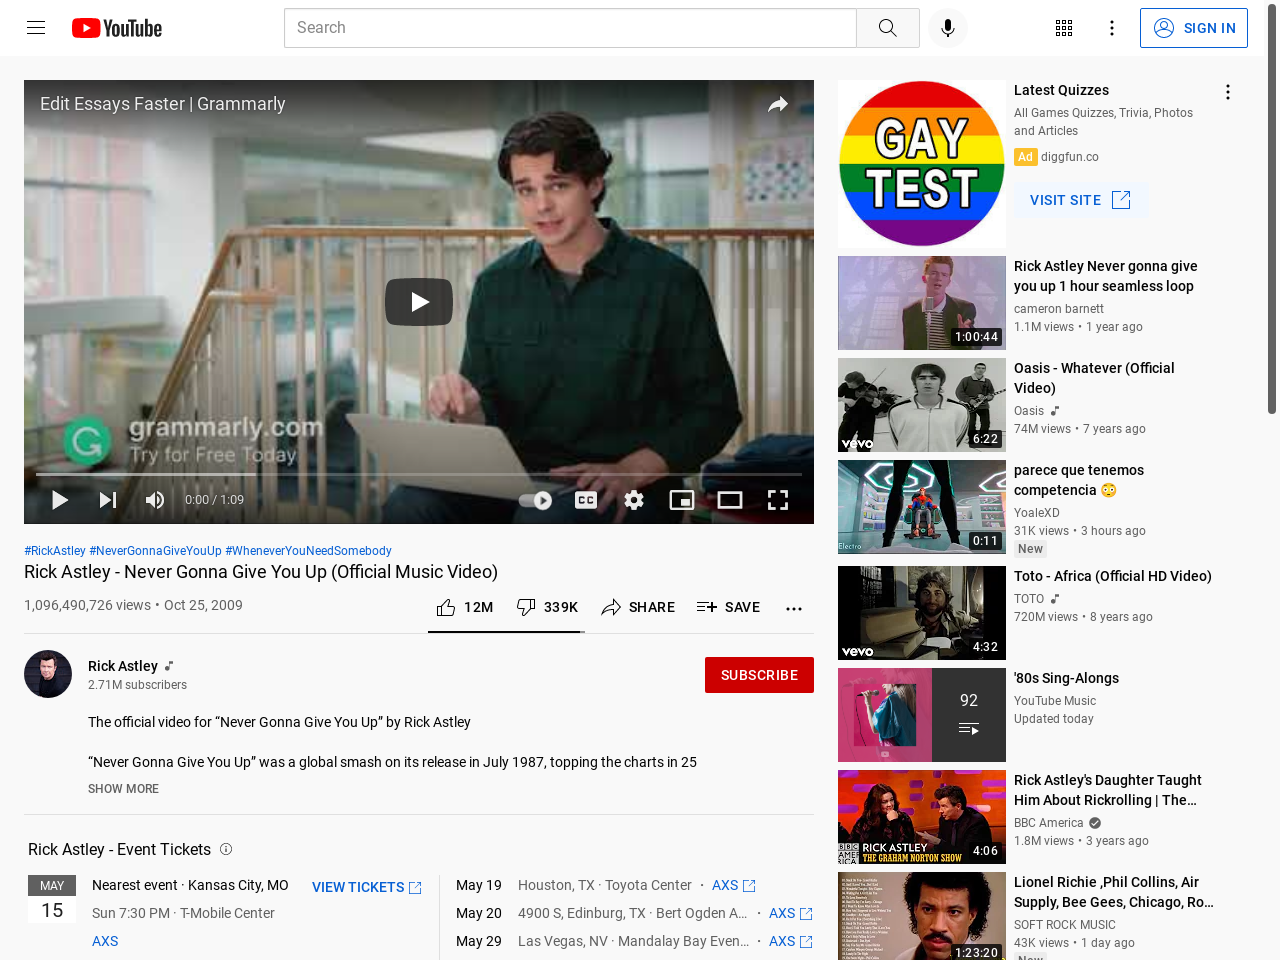 YouTube
Search
SIGN IN
Edit Essays Faster | Grammarly
grammarly.com
Try for Free Today
0:00 / 1:09
CC
#RickAstley #NeverGonnaGiveYouUp #WheneverYouNeedSomebody
Rick Astley - Never Gonna Give You Up (Official Music Video)
1,096,490,726 views • Oct 25, 2009
12M
339K
SHARE
SAVE
Rick Astley
2.71M subscribers
SUBSCRIBE
The official video for “Never Gonna Give You Up” by Rick Astley
“Never Gonna Give You Up” was a global smash on its release in July 1987, topping the charts in 25
SHOW MORE
Rick Astley - Event Tickets
MAY
15
Nearest event · Kansas City, MO
VIEW TICKETS
Sun 7:30 PM · T-Mobile Center
AXS
May 19 Houston, TX · Toyota Center · AXS
May 20 4900 S, Edinburg, TX · Bert Ogden A... · AXS
May 29 Las Vegas, NV · Mandalay Bay Even... · AXS
GAY
TEST
Latest Quizzes
All Games Quizzes, Trivia, Photos
and Articles
Ad diggfun.co
VISIT SITE
1:00:44
Rick Astley Never gonna give
you up 1 hour seamless loop
cameron barnett
1.1M views • 1 year ago
vevo
6:22
Oasis - Whatever (Official
Video)
Oasis
74M views • 7 years ago
Electro
0:11
parece que tenemos
competencia 😳
YoaleXD
31K views • 3 hours ago
New
vevo
4:32
Toto - Africa (Official HD Video)
TOTO
720M views • 8 years ago
92
'80s Sing-Alongs
YouTube Music
Updated today
BBC
AMERICA
RICK ASTLEY
THE GRAHAM NORTON SHOW
4:06
Rick Astley's Daughter Taught
Him About Rickrolling | The...
BBC America
1.8M views • 3 years ago
1:23:20
Lionel Richie ,Phil Collins, Air
Supply, Bee Gees, Chicago, Ro...
SOFT ROCK MUSIC
43K views • 1 day ago
New